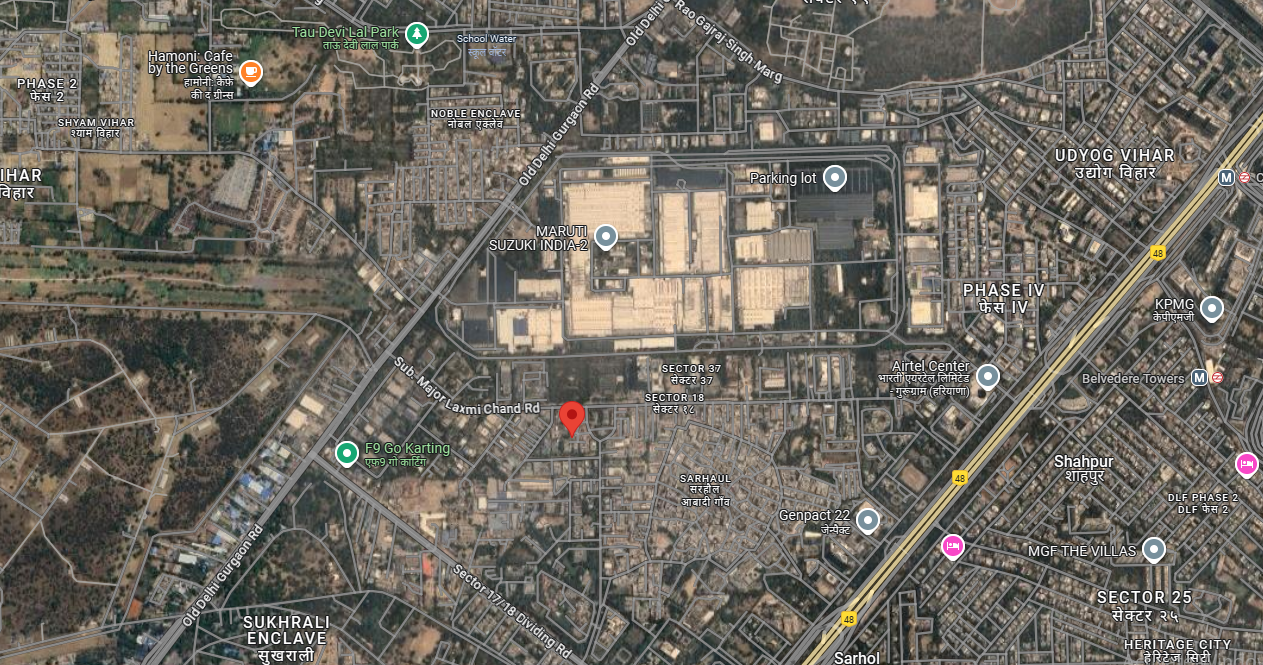 सेक्टर २१
Old Delhi
Rao Gajraj Singh Marg
Tau Devi Lal Park
ताऊ देवी लाल पार्क
School Water
स्कूल वाटर
Hamoni: Cafe
by the Greens
हामोनी: कैफ़े
की द ग्रीन्स
PHASE 2
फेस 2
SHYAM VIHAR
श्याम विहार
NOBLE ENCLAVE
नोबल एंक्लेव
Old Delhi Gurgaon Rd
IHAR
विहार
Parking lot
UDYOG VIHAR
उद्योग विहार
M
C
MARUTI
SUZUKI INDIA-2
48
PHASE IV
फेस IV
KPMG
केपीएमजी
SECTOR 37
सेक्टर 37
Airtel Center
भारती एयरटेल लिमिटेड
- गुरुग्राम (हरियाणा)
Belvedere Towers
M
Sub. Major Laxmi Chand Rd
SECTOR 18
सेक्टर १८
F9 Go Karting
एफ़9 गो कार्टिंग
SARHAUL
सरहौल
आबादी गाँव
48
Shahpur
शाहपुर
DLF PHASE 2
DLF फेस 2
Genpact 22
जेनपेक्ट
MGF THE VILLAS
Old Delhi Gurgaon Rd
Sector 17/18 Dividing Rd
SECTOR 25
सेक्टर २५
48
SUKHRALI
ENCLAVE
सुखराली
Sarhol
HERITAGE CITY
हेरिटेज सिटी